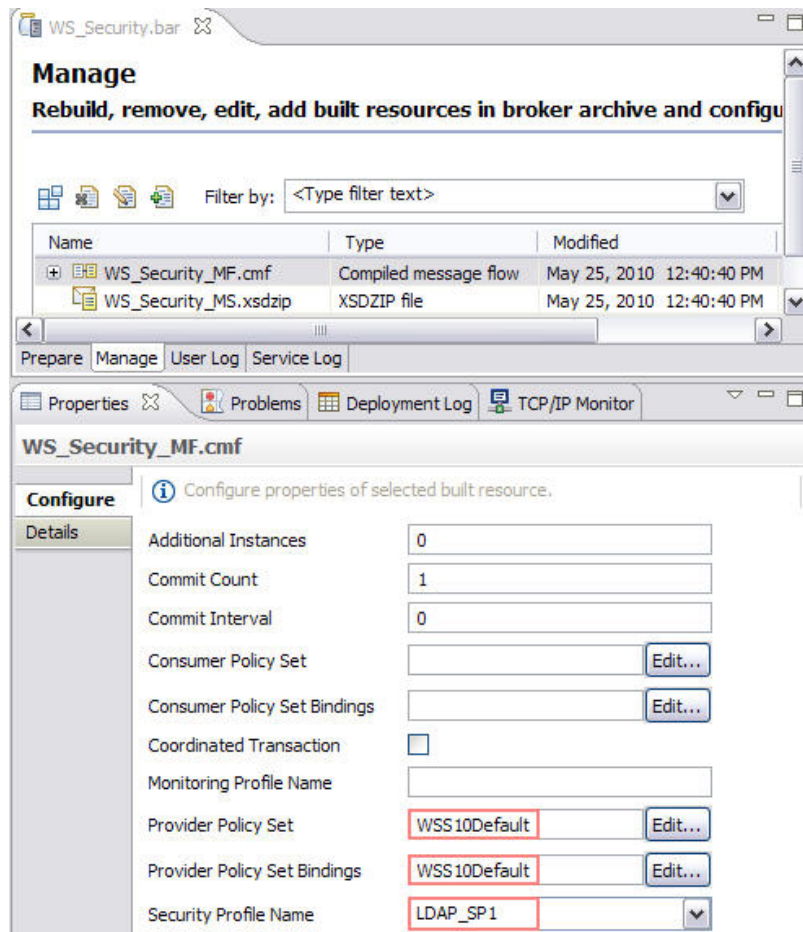 WS_Security.bar
Manage
Rebuild, remove, edit, add built resources in broker archive and configu
Filter by: <Type filter text>
Name Type Modified
WS_Security_MF.cmf Compiled message flow May 25, 2010 12:40:40 PM
WS_Security_MS.xsdzip XSDZIP file May 25, 2010 12:40:40 PM
Prepare Manage User Log Service Log
Properties Problems Deployment Log TCP/IP Monitor
WS_Security_MF.cmf
Configure
Details
Configure properties of selected built resource.
Additional Instances 0
Commit Count 1
Commit Interval 0
Consumer Policy Set Edit...
Consumer Policy Set Bindings Edit...
Coordinated Transaction
Monitoring Profile Name
Provider Policy Set WSS10Default Edit...
Provider Policy Set Bindings WSS10Default Edit...
Security Profile Name LDAP_SP1